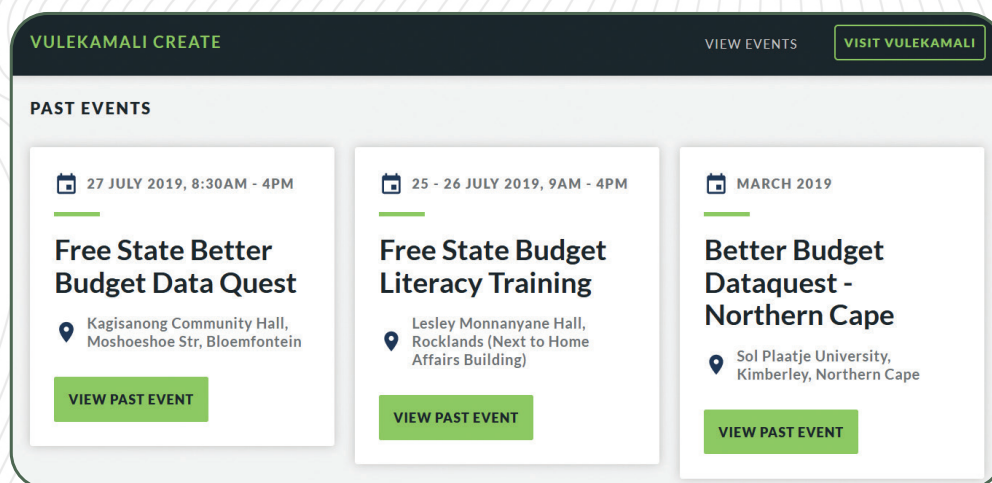 VULEKAMALI CREATE
VIEW EVENTS
VISIT VULEKAMALI
PAST EVENTS
27 JULY 2019, 8:30AM - 4PM
Free State Better
Budget Data Quest
Kagisanong Community Hall,
Moshoeshoe Str, Bloemfontein
VIEW PAST EVENT
25 - 26 JULY 2019, 9AM - 4PM
Free State Budget
Literacy Training
Lesley Monnanyane Hall,
Rocklands (Next to Home
Affairs Building)
VIEW PAST EVENT
MARCH 2019
Better Budget
Dataquest -
Northern Cape
Sol Plaatje University,
Kimberley, Northern Cape
VIEW PAST EVENT